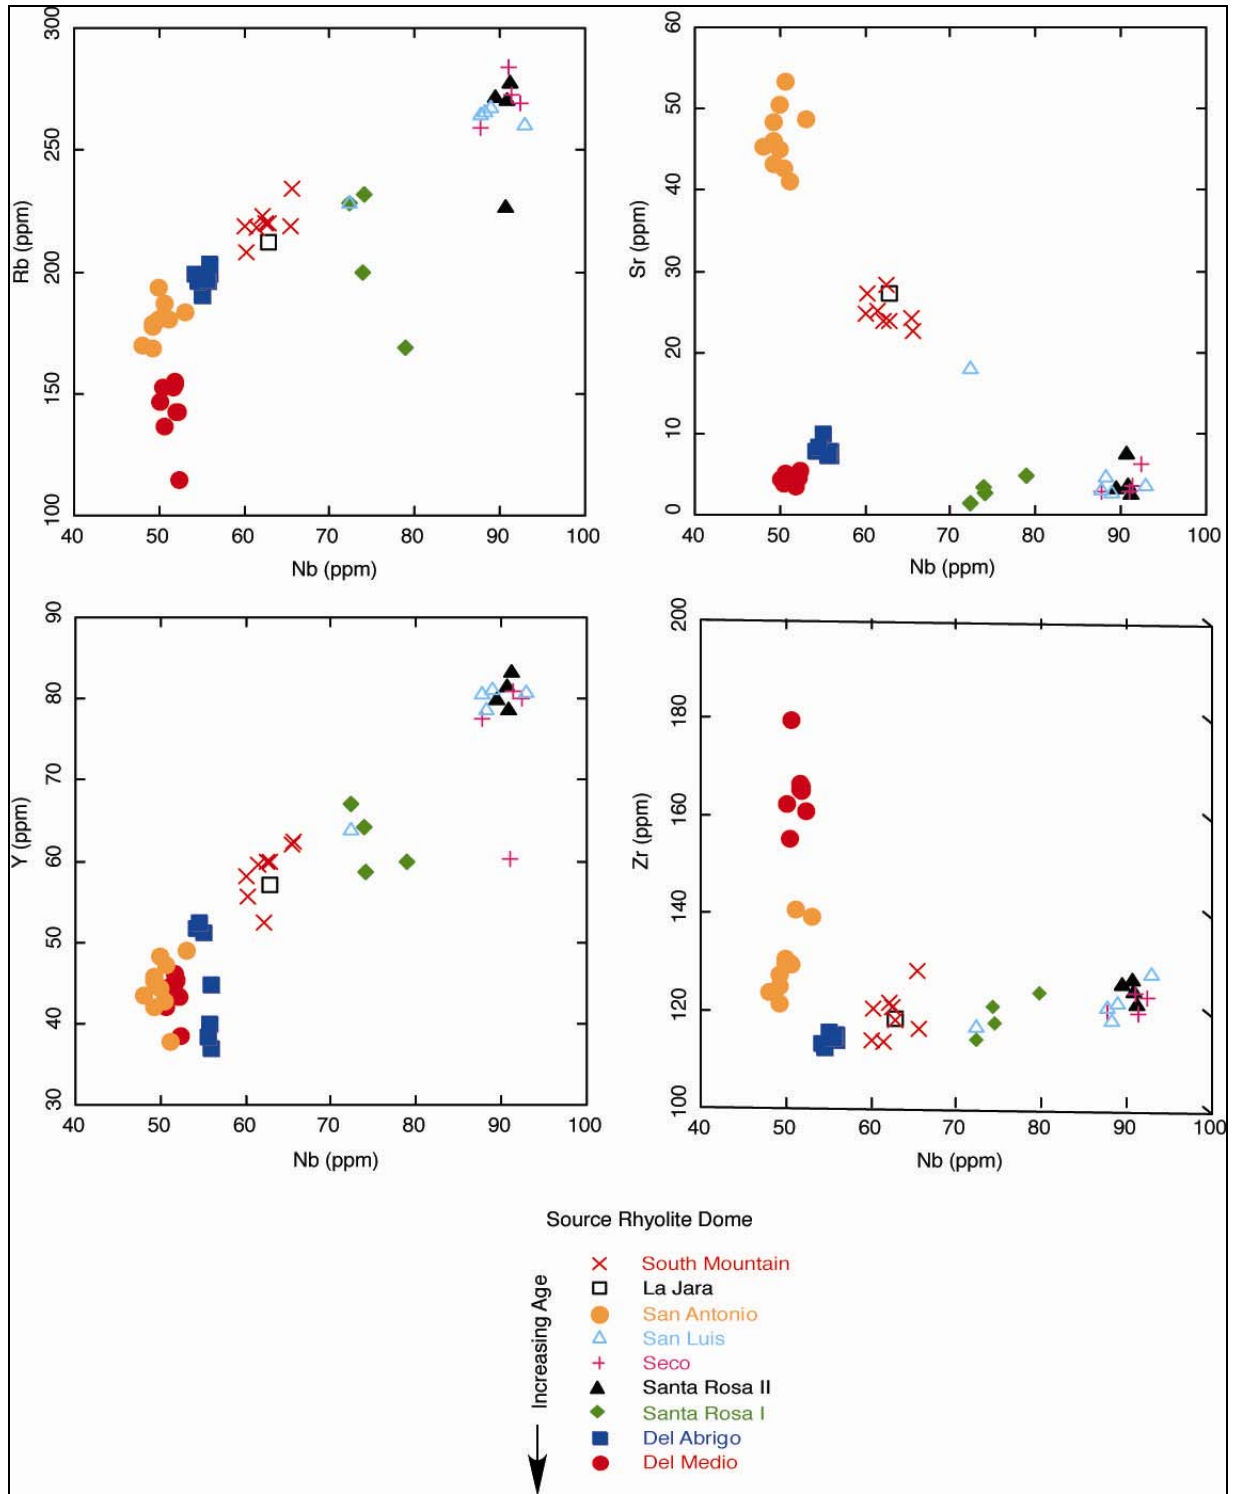 300
250
200
150
100
Rb (ppm)
40 50 60 70 80 90 100
Nb (ppm)
60
50
40
30
20
10
0
Sr (ppm)
40 50 60 70 80 90 100
Nb (ppm)
90
80
70
60
50
40
30
Y (ppm)
40 50 60 70 80 90 100
Nb (ppm)
200
180
160
140
120
100
Zr (ppm)
40 50 60 70 80 90 100
Nb (ppm)
Source Rhyolite Dome
Increasing Age
South Mountain
La Jara
San Antonio
San Luis
Seco
Santa Rosa II
Santa Rosa I
Del Abrigo
Del Medio